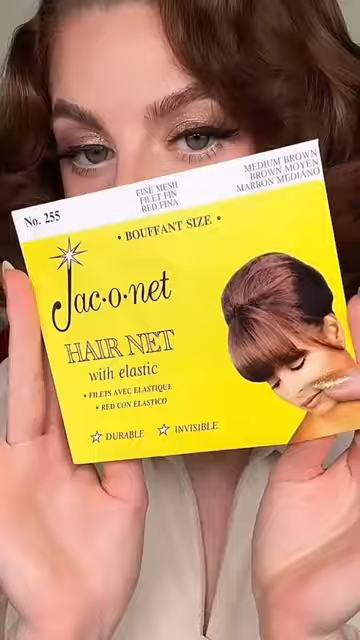 No. 255
FINE MESH
FILET FIN
RED FINA
MEDIUM BROWN
BROWN MOYEN
MARRON MEDIANO
• BOUFFANT SIZE •
Jac·o·net
HAIR NET
with elastic
• FILETS AVEC ELASTIQUE
• RED CON ELASTICO
☆ DURABLE ☆ INVISIBLE